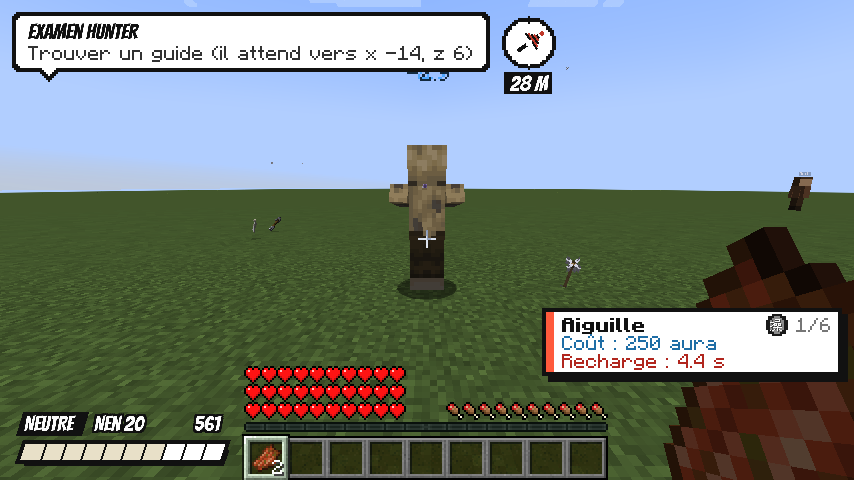 EXAMEN HUNTER
Trouver un guide (il attend vers x -14, z 6)
28 M
Aiguille
1/6
Coût : 250 aura
Recharge : 4.4 s
NEUTRE
NEN 20
561
2